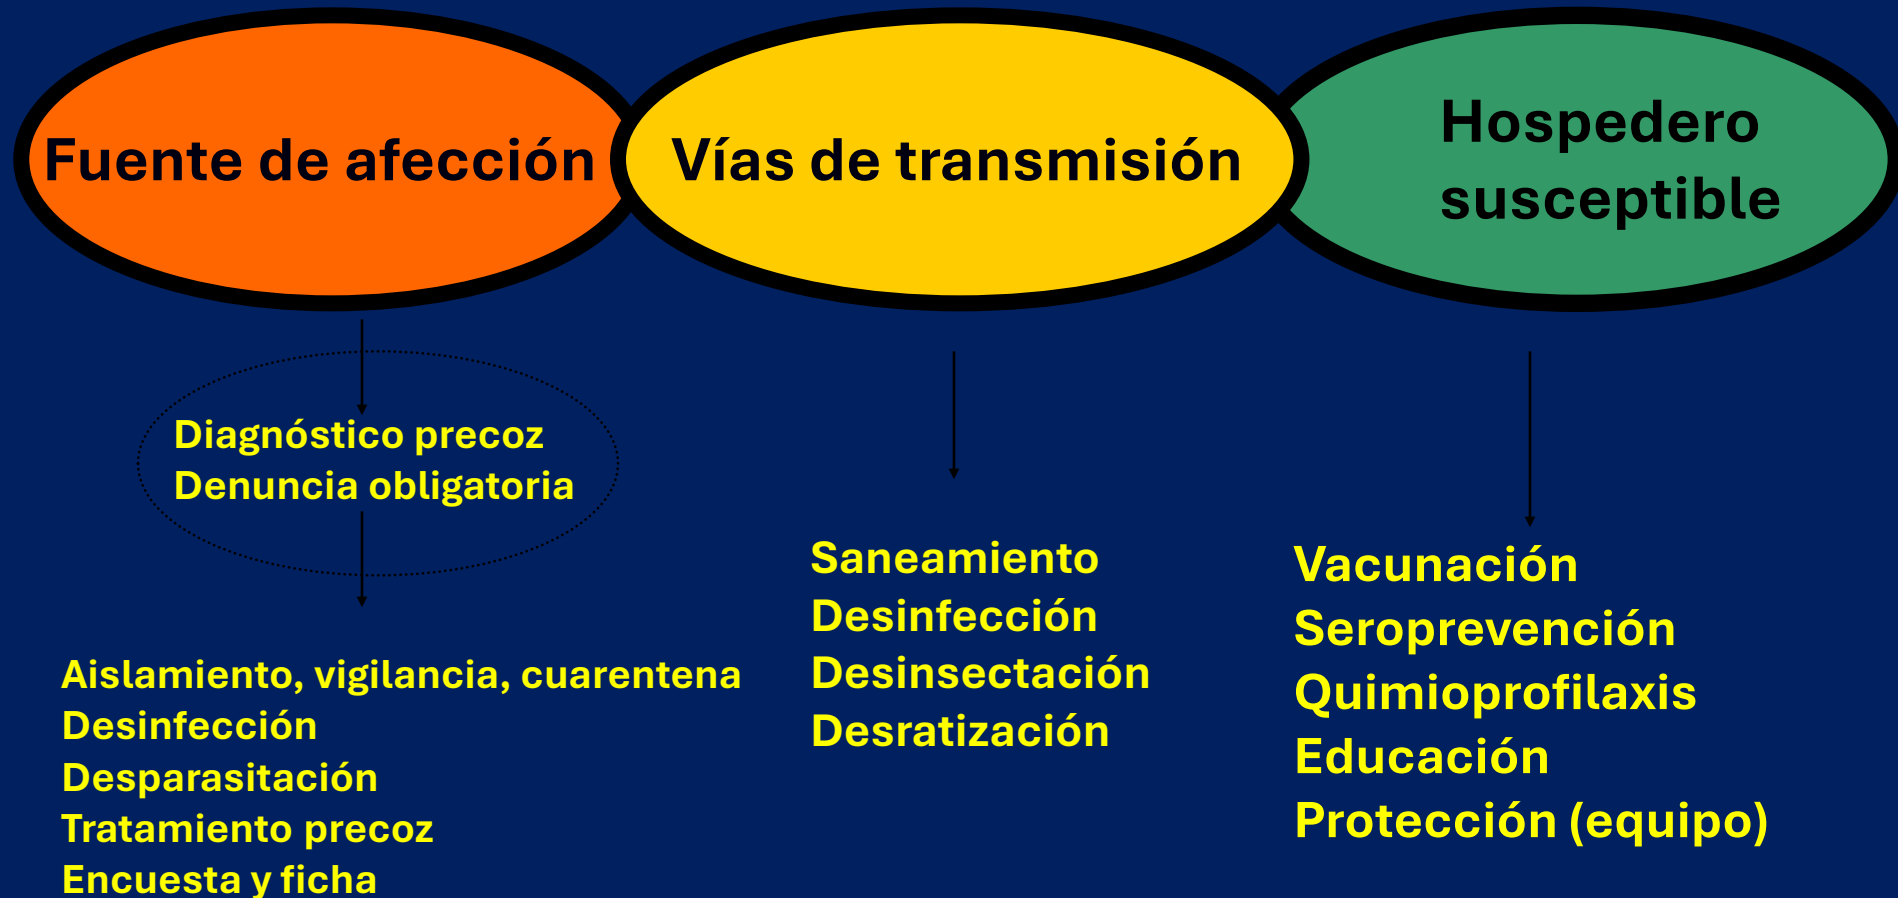 Fuente de afección
Vías de transmisión
Hospedero
susceptible
Diagnóstico precoz
Denuncia obligatoria
Aislamiento, vigilancia, cuarentena
Desinfección
Desparasitación
Tratamiento precoz
Encuesta y ficha
Saneamiento
Desinfección
Desinsectación
Desratización
Vacunación
Seroprevención
Quimioprofilaxis
Educación
Protección (equipo)